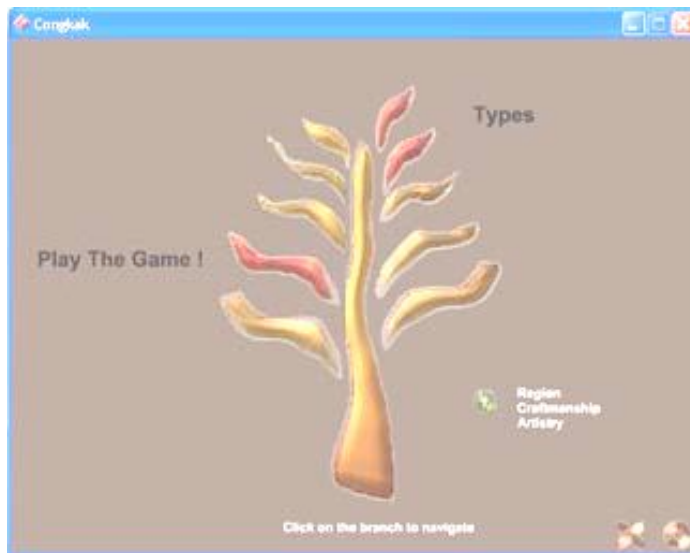 Congkak
Types
Play The Game !
Region
Craftmanship
Artistry
Click on the branch to navigate